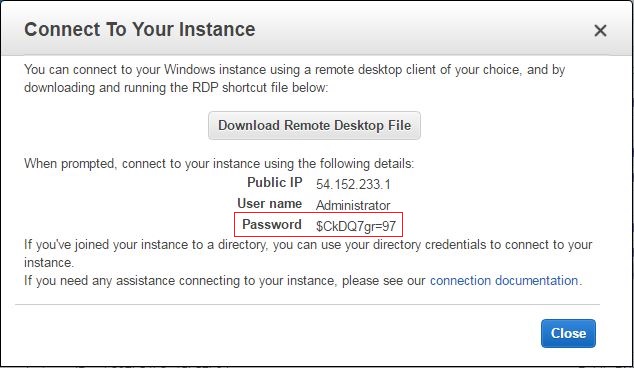 Connect To Your Instance
You can connect to your Windows instance using a remote desktop client of your choice, and by
downloading and running the RDP shortcut file below:
Download Remote Desktop File
When prompted, connect to your instance using the following details:
Public IP 54.152.233.1
User name Administrator
Password $CkDQ7gr=97
If you've joined your instance to a directory, you can use your directory credentials to connect to your
instance.
If you need any assistance connecting to your instance, please see our connection documentation.
Close